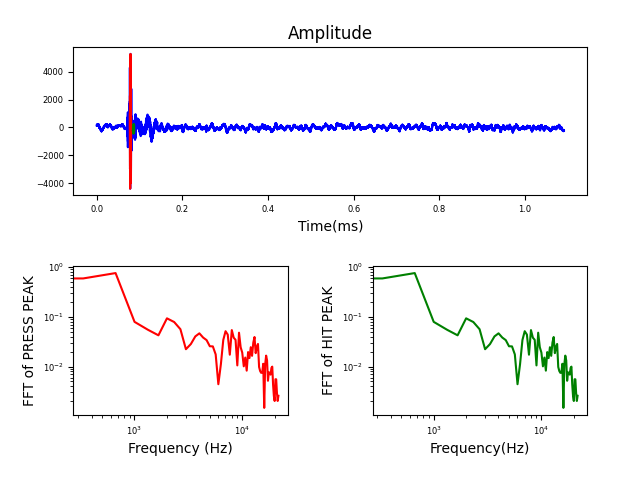 Amplitude
4000
2000
0
−2000
−4000
0.0 0.2 0.4 0.6 0.8 1.0
Time(ms)
FFT of PRESS PEAK
10⁰
10⁻¹
10⁻²
10³ 10⁴
Frequency (Hz)
FFT of HIT PEAK
10⁰
10⁻¹
10⁻²
10³ 10⁴
Frequency(Hz)